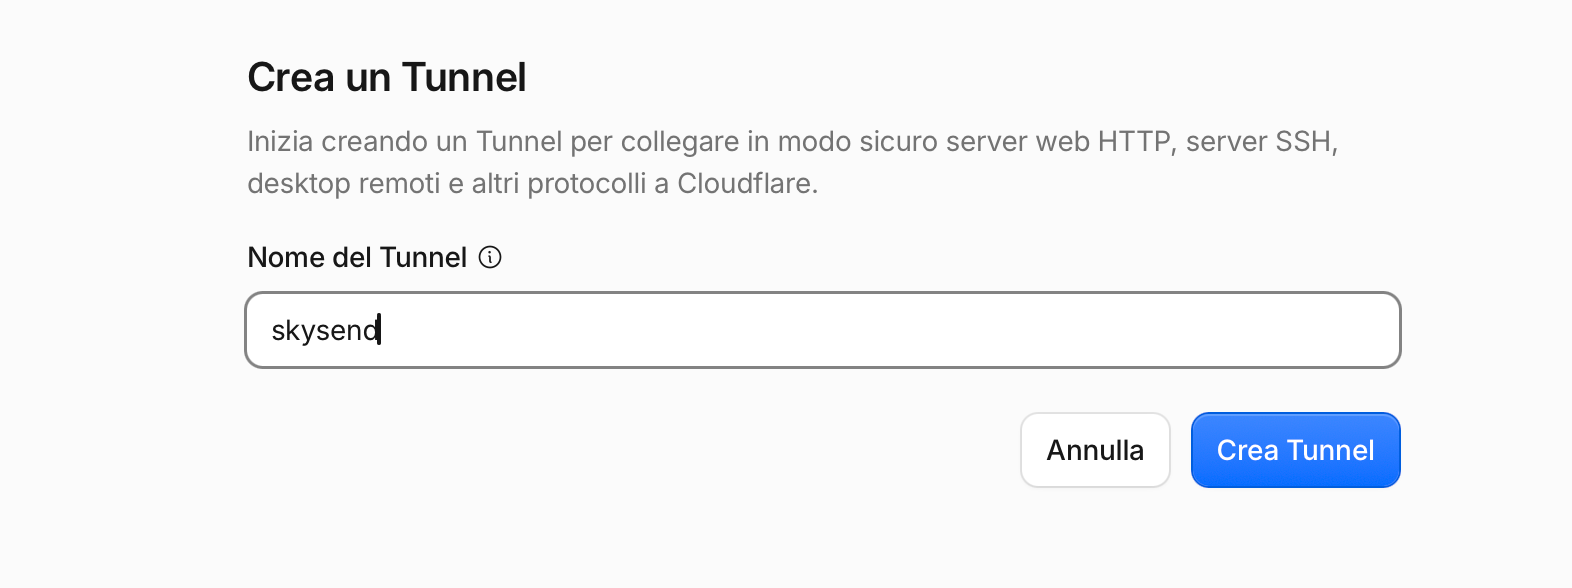 Crea un Tunnel
Inizia creando un Tunnel per collegare in modo sicuro server web HTTP, server SSH,
desktop remoti e altri protocolli a Cloudflare.
Nome del Tunnel
skysend
Annulla
Crea Tunnel